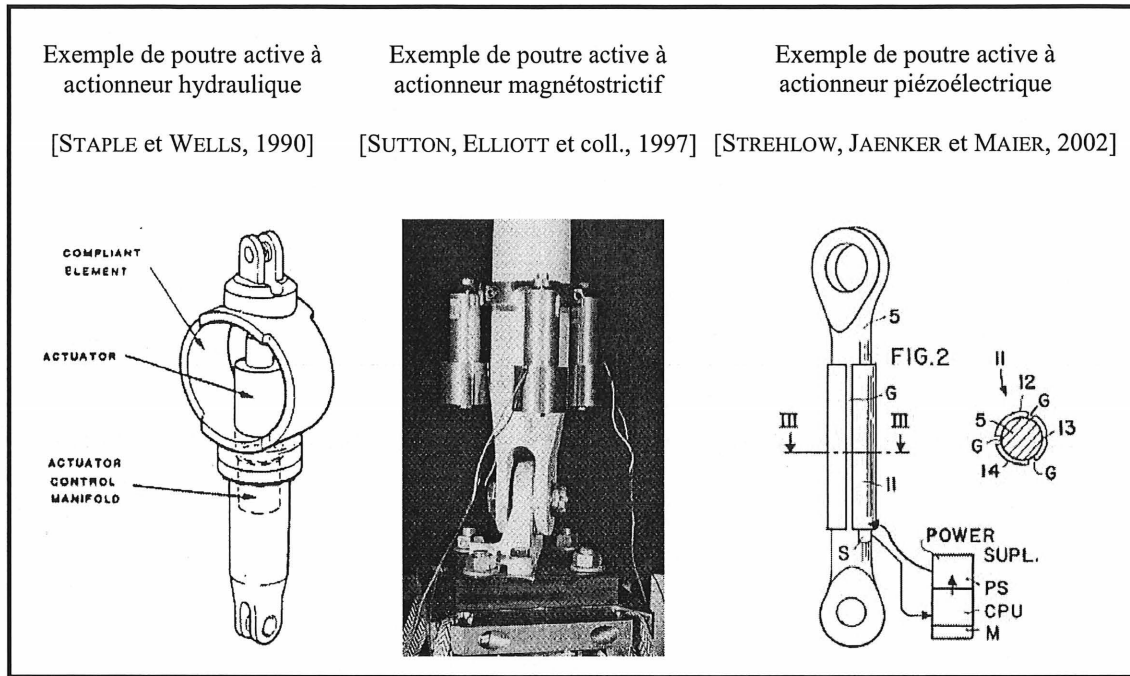 Exemple de poutre active à
actionneur hydraulique
[STAPLE et WELLS, 1990]
Exemple de poutre active à
actionneur magnétostrictif
[SUTTON, ELLIOTT et coll., 1997]
Exemple de poutre active à
actionneur piézoélectrique
[STREHLOW, JAENKER et MAIER, 2002]
COMPLIANT
ELEMENT
ACTUATOR
ACTUATOR
CONTROL
MANIFOLD
5
FIG.2
G
III
III
11
S
11
12
G
5
13
G
14
G
POWER
SUPL.
PS
CPU
M